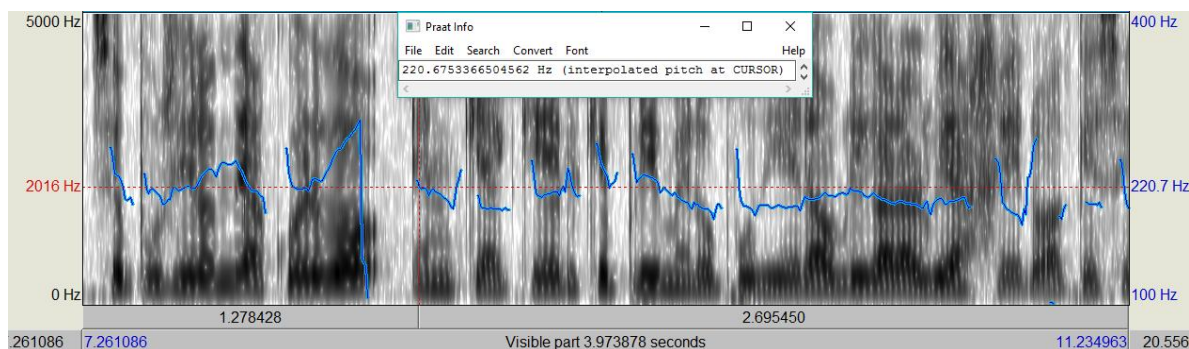 5000 Hz
400 Hz
Praat Info
File Edit Search Convert Font Help
220.6753366504562 Hz (interpolated pitch at CURSOR)
2016 Hz
220.7 Hz
0 Hz
100 Hz
1.278428 2.695450
.261086 7.261086 Visible part 3.973878 seconds 11.234963 20.556